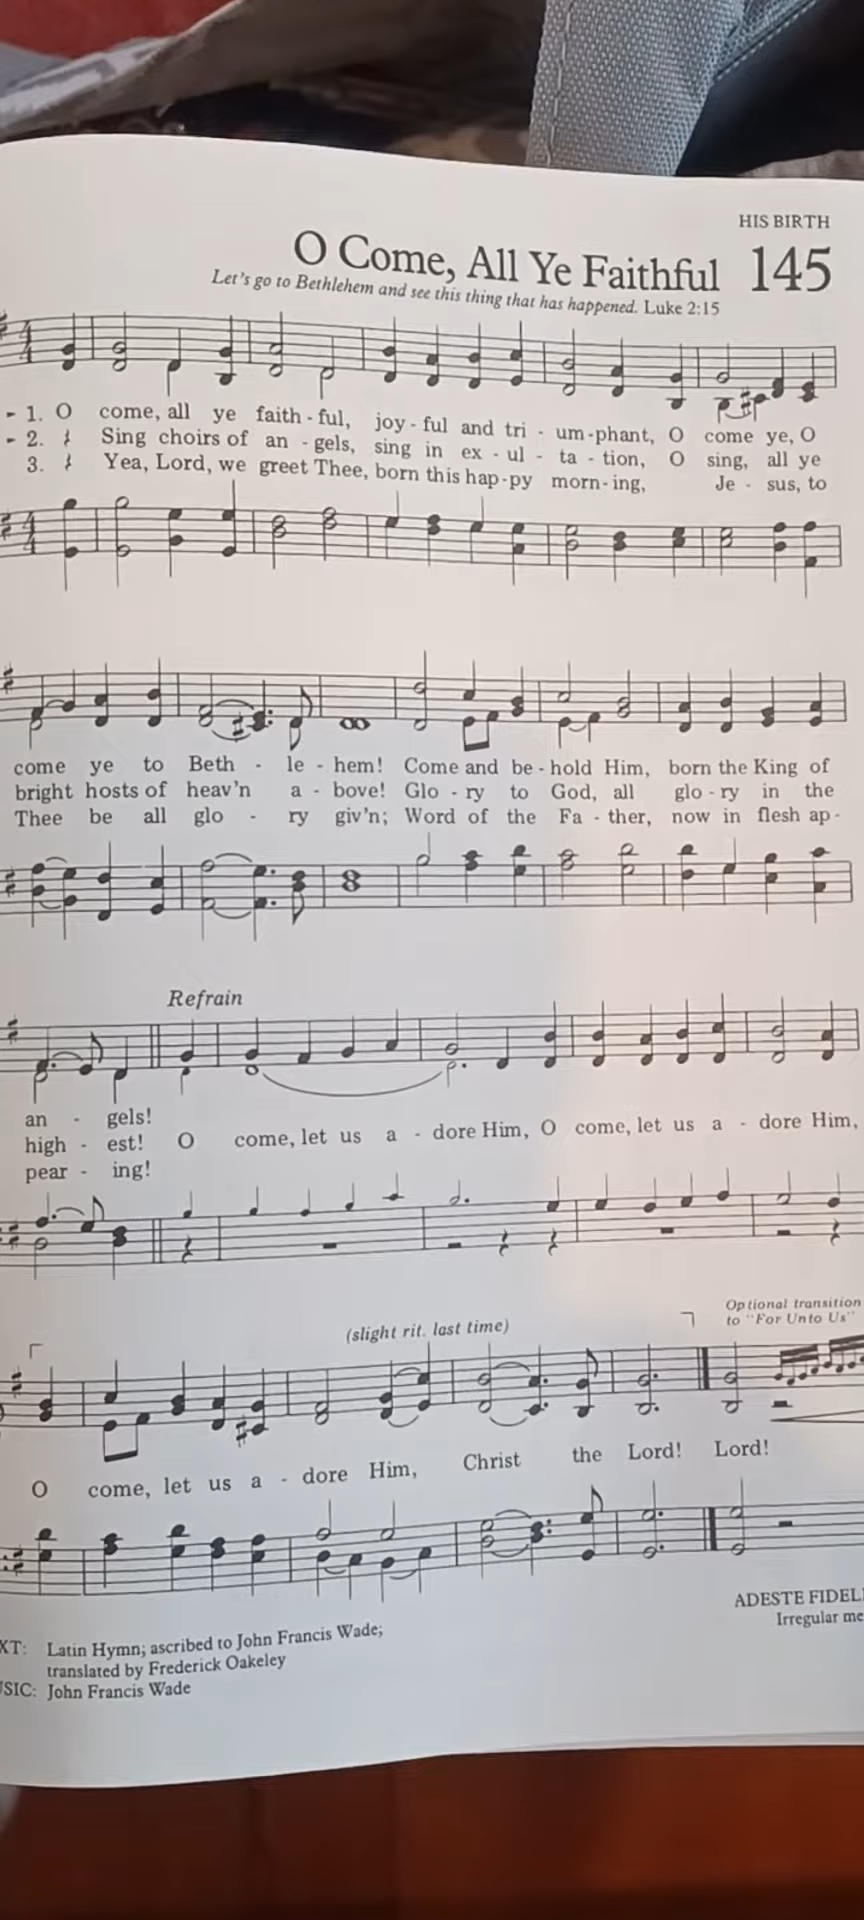 HIS BIRTH
O Come, All Ye Faithful 145
Let's go to Bethlehem and see this thing that has happened. Luke 2:15
- 1. O come, all ye faith - ful, joy - ful and tri - um - phant, O come ye, O
- 2. Sing choirs of an - gels, sing in ex - ul - ta - tion, O sing, all ye
3. Yea, Lord, we greet Thee, born this hap - py morn - ing, Je - sus, to
come ye to Beth - le - hem! Come and be - hold Him, born the King of
bright hosts of heav'n a - bove! Glo - ry to God, all glo - ry in the
Thee be all glo - ry giv'n; Word of the Fa - ther, now in flesh ap -
Refrain
an - gels!
high - est! O come, let us a - dore Him, O come, let us a - dore Him,
pear - ing!
Optional transition
to "For Unto Us"
(slight rit. last time)
O come, let us a - dore Him, Christ the Lord! Lord!
ADESTE FIDEL
Irregular me
XT: Latin Hymn; ascribed to John Francis Wade;
translated by Frederick Oakeley
USIC: John Francis Wade